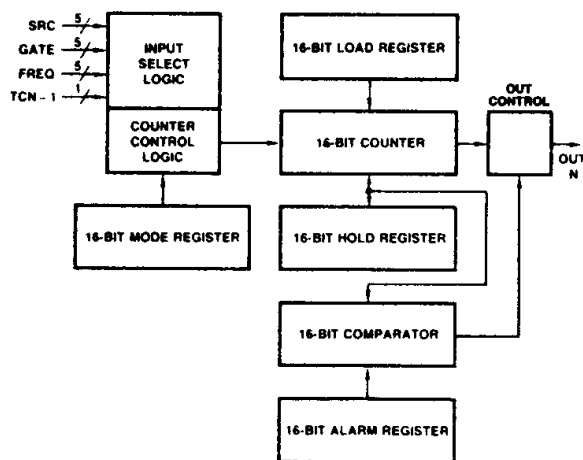 SRC 5
GATE 5
FREQ 5
TCN-1 1
INPUT
SELECT
LOGIC
COUNTER
CONTROL
LOGIC
16-BIT MODE REGISTER
16-BIT LOAD REGISTER
16-BIT COUNTER
16-BIT HOLD REGISTER
16-BIT COMPARATOR
16-BIT ALARM REGISTER
OUT
CONTROL
OUT
N